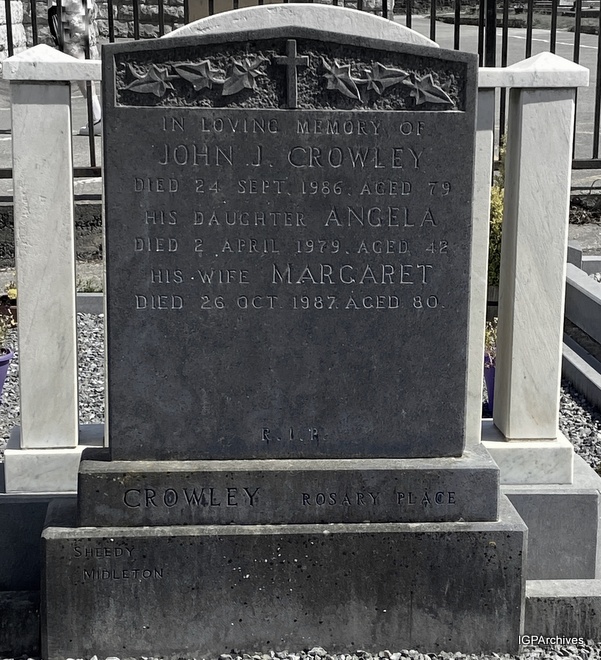 IN LOVING MEMORY OF
JOHN J. CROWLEY
DIED 24 SEPT. 1986. AGED 79
HIS DAUGHTER ANGELA
DIED 2 APRIL 1979. AGED 42
HIS WIFE MARGARET
DIED 26 OCT 1987. AGED 80.
R.I.P.
CROWLEY ROSARY PLACE
SHEEDY
MIDLETON
IGPArchives